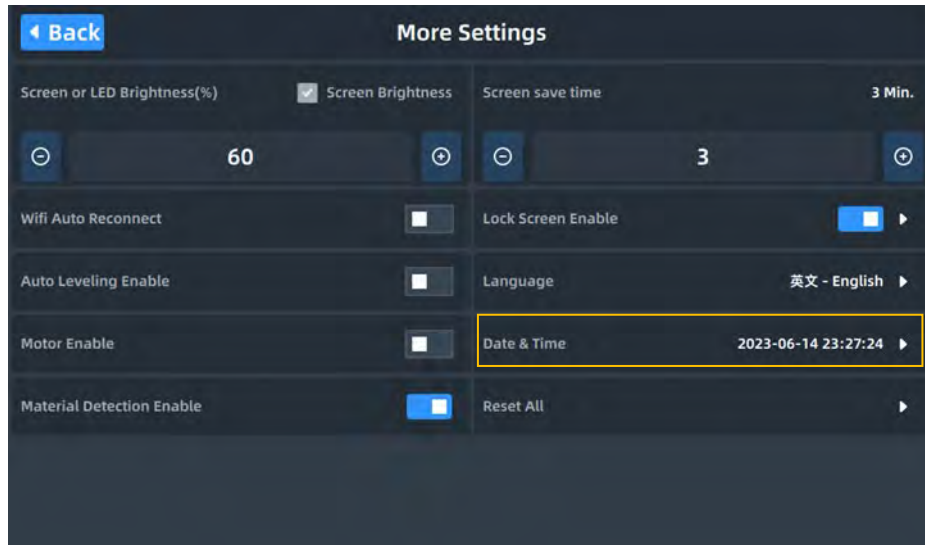 Back
More Settings
Screen or LED Brightness(%)
Screen Brightness
Screen save time
3 Min.
60
3
Wifi Auto Reconnect
Lock Screen Enable
Auto Leveling Enable
Language
英文 - English
Motor Enable
Date & Time
2023-06-14 23:27:24
Material Detection Enable
Reset All